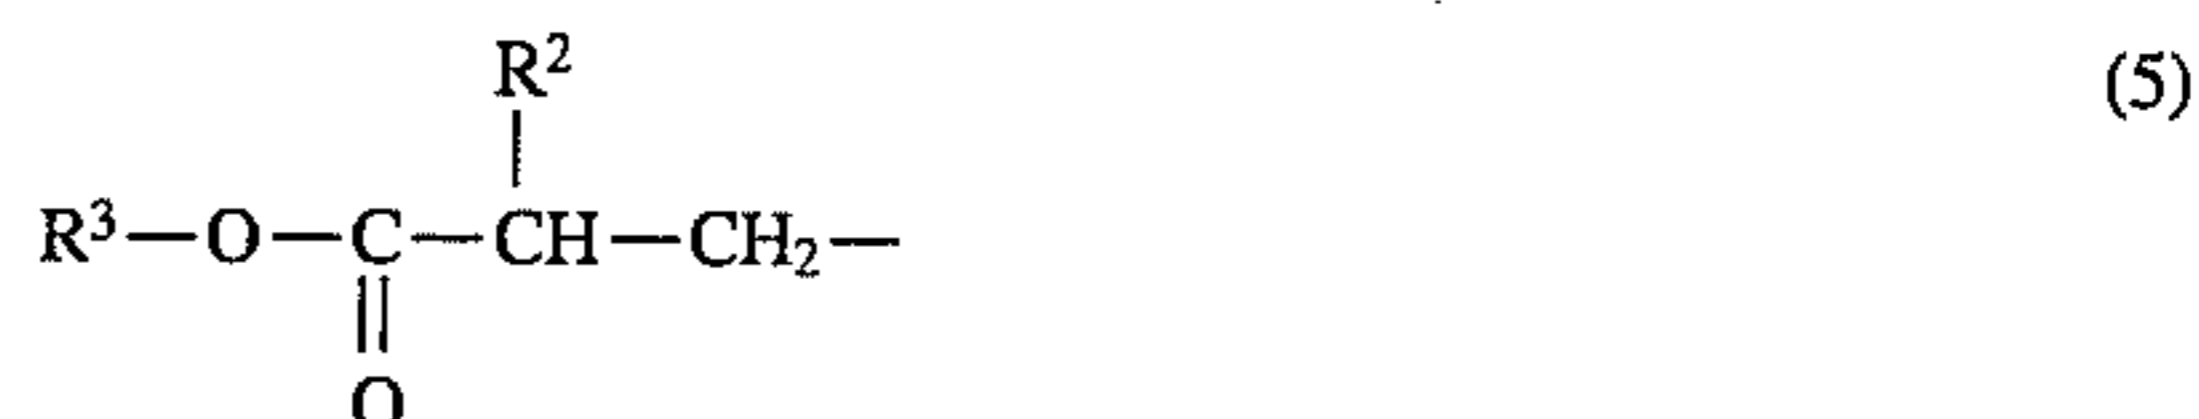 R²
(5)
R³—O—C—CH—CH₂—
O